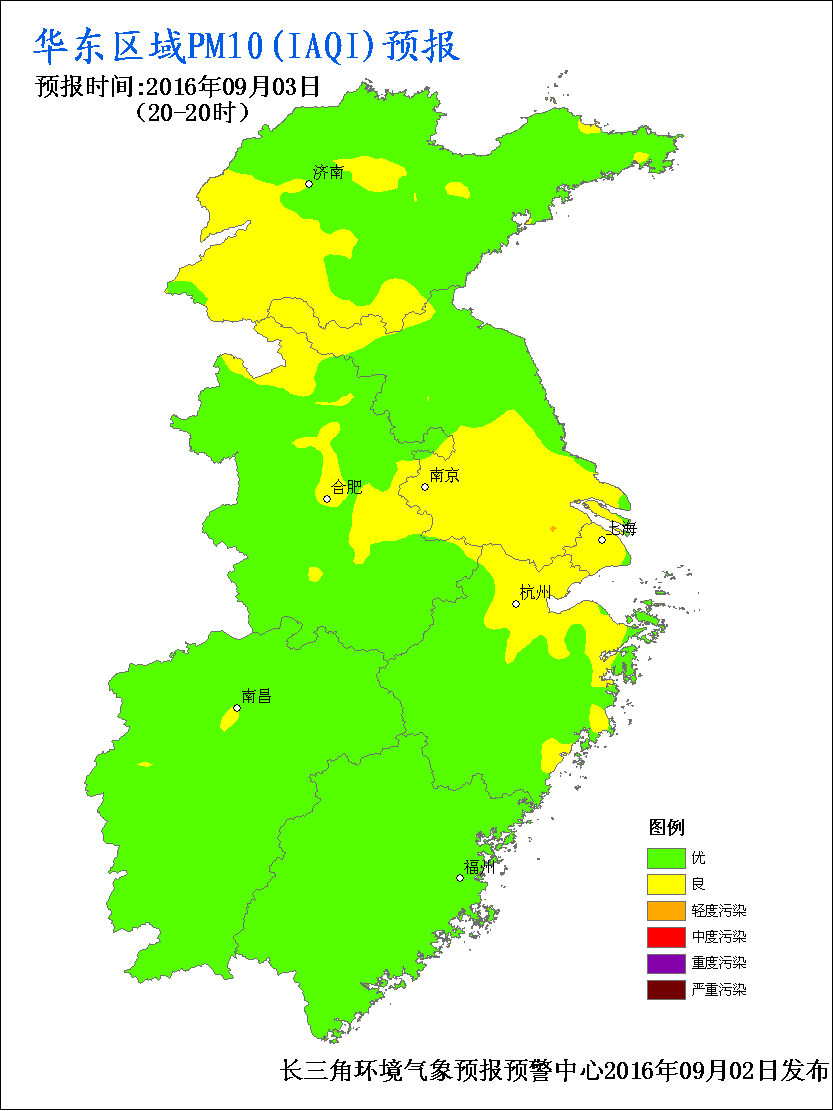 华东区域PM10(IAQI)预报
预报时间:2016年09月03日
(20-20时)
济南
南京
合肥
上海
杭州
南昌
福州
图例
优
良
轻度污染
中度污染
重度污染
严重污染
长三角环境气象预报预警中心2016年09月02日发布